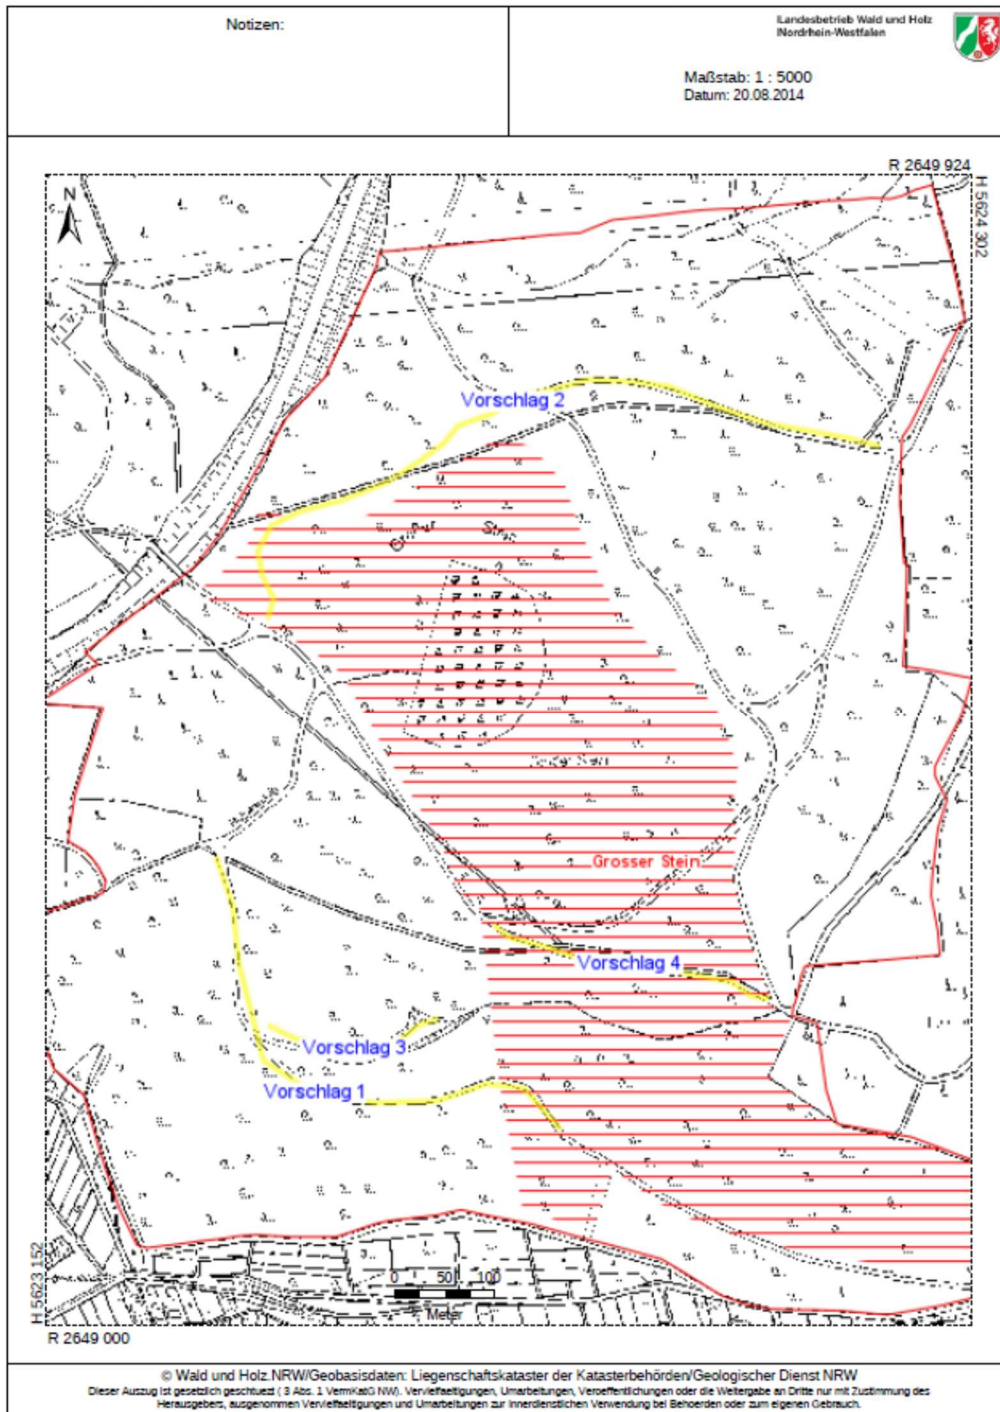 Notizen:
Landesbetrieb Wald und Holz
Nordrhein-Westfalen
Maßstab: 1 : 5000
Datum: 20.08.2014
R 2649 924
H 5624 302
N
Vorschlag 2
Grosser Stein
Vorschlag 4
Vorschlag 3
Vorschlag 1
0 50 100
Meter
H 5623 152
R 2649 000
© Wald und Holz.NRW/Geobasisdaten: Liegenschaftskataster der Katasterbehörden/Geologischer Dienst NRW
Dieser Auszug ist gesetzlich geschuetzt ( 3 Abs. 1 VermKatG NW). Vervielfaeltigungen, Umarbeitungen, Veroeffentlichungen oder die Weitergabe an Dritte nur mit Zustimmung des
Herausgebers, ausgenommen Vervielfaeltigungen und Umarbeitungen zur innerdienstlichen Verwendung bei Behoerden oder zum eigenen Gebrauch.